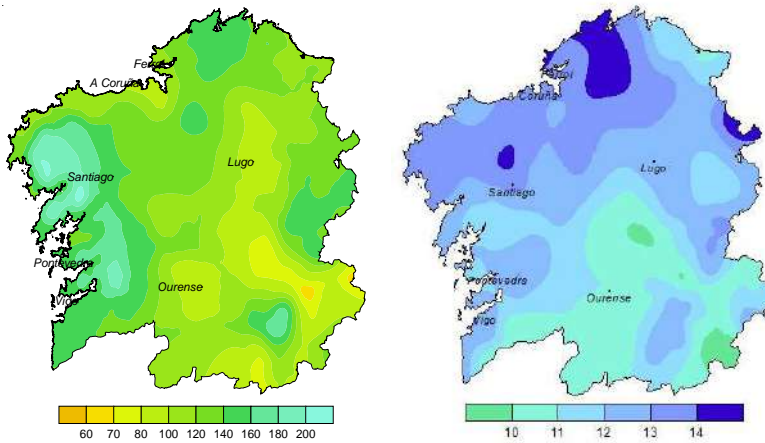 Ferrol
A Coruña
Lugo
Santiago
Pontevedra
Ourense
Vigo
60 70 80 100 120 140 160 180 200
Ferrol
A Coruña
Lugo
Santiago
Pontevedra
Ourense
Vigo
10 11 12 13 14